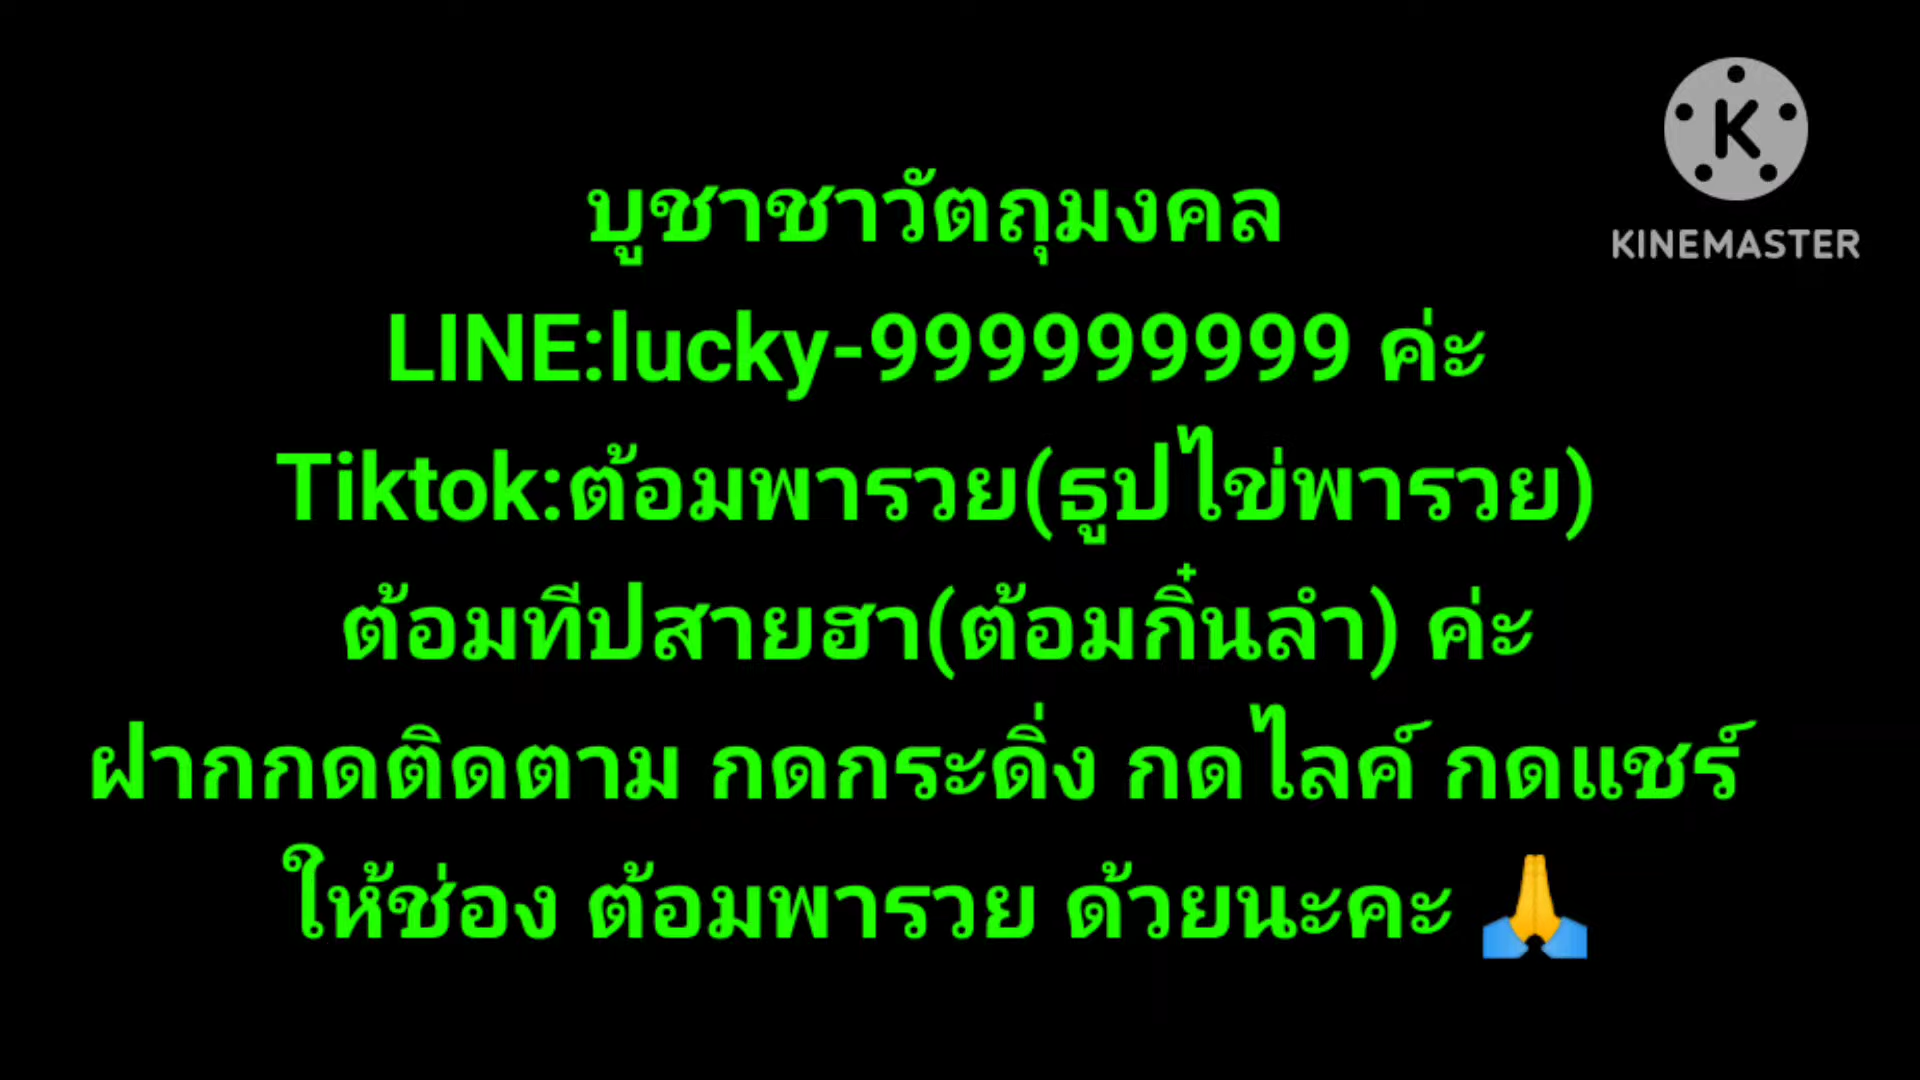 บูชาชาวัตถุมงคล
KINEMASTER
LINE:lucky-999999999 ค่ะ
Tiktok:ต้อมพารวย(ธูปไข่พารวย)
ต้อมทีปสายฮา(ต้อมกิ๋นลำ) ค่ะ
ฝากกดติดตาม กดกระดิ่ง กดไลค์ กดแชร์
ให้ช่อง ต้อมพารวย ด้วยนะคะ 🙏